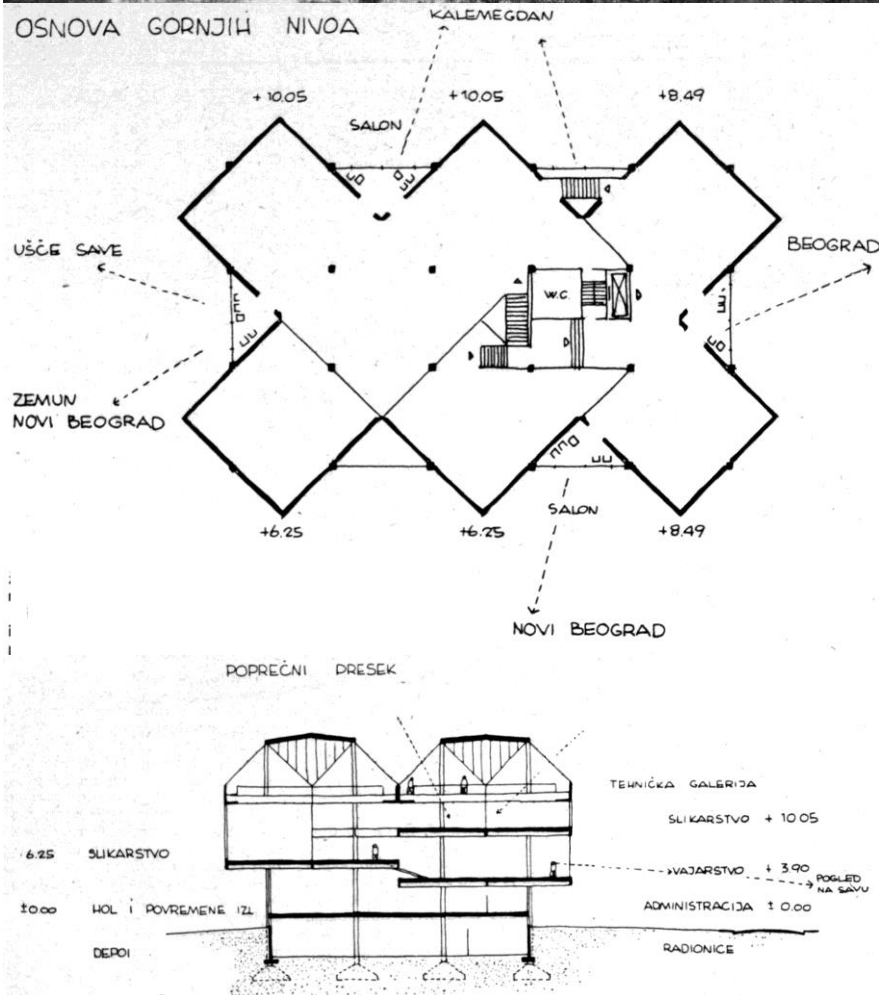 OSNOVA GORNJIH NIVOA
KALEMEGDAN
+10.05
+10.05
+8.49
SALON
UŠĆE SAVE
BEOGRAD
W.C.
ZEMUN
NOVI BEOGRAD
SALON
+6.25
+6.25
+8.49
NOVI BEOGRAD
POPREČNI PRESEK
TEHNIČKA GALERIJA
SLIKARSTVO + 10 05
6.25 SLIKARSTVO
VAJARSTVO + 3.90
POGLED
NA SAVU
±0.00 HOL I POVREMENE IZL
ADMINISTRACIJA ± 0.00
DEPOI
RADIONICE